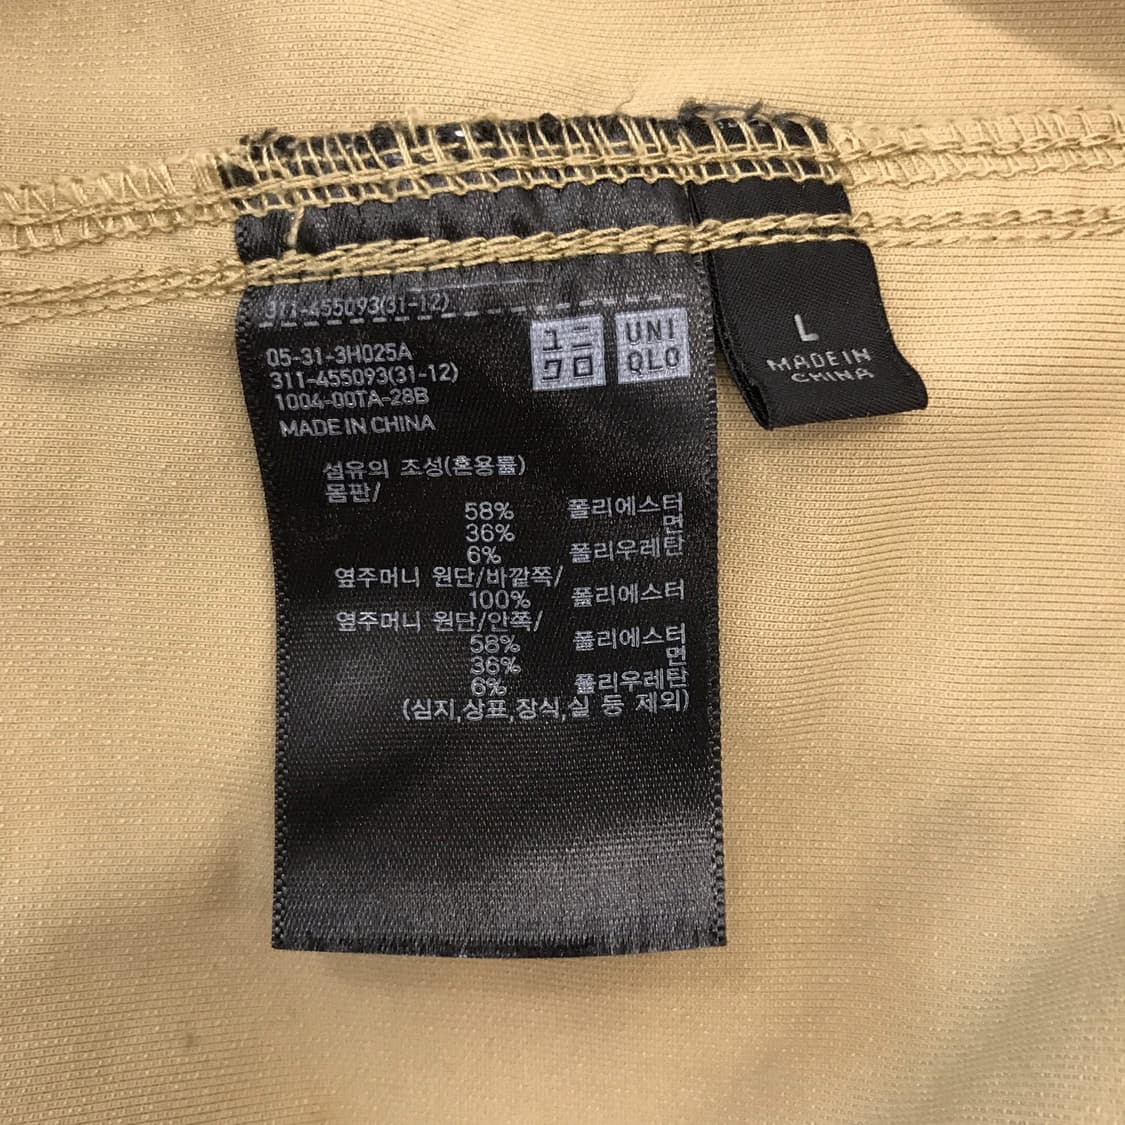 311-455093(31-12)
05-31-3H025A
311-455093(31-12)
1004-00TA-28B
MADE IN CHINA
ユニ
クロ
UNI
QLO
섬유의 조성(혼용률)
몸판/
58% 폴리에스터
36% 면
6% 폴리우레탄
옆주머니 원단/바깥쪽/
100% 폴리에스터
옆주머니 원단/안쪽/
58% 폴리에스터
36% 면
6% 폴리우레탄
(심지,상표,장식,실 등 제외)
L
MADE IN
CHINA